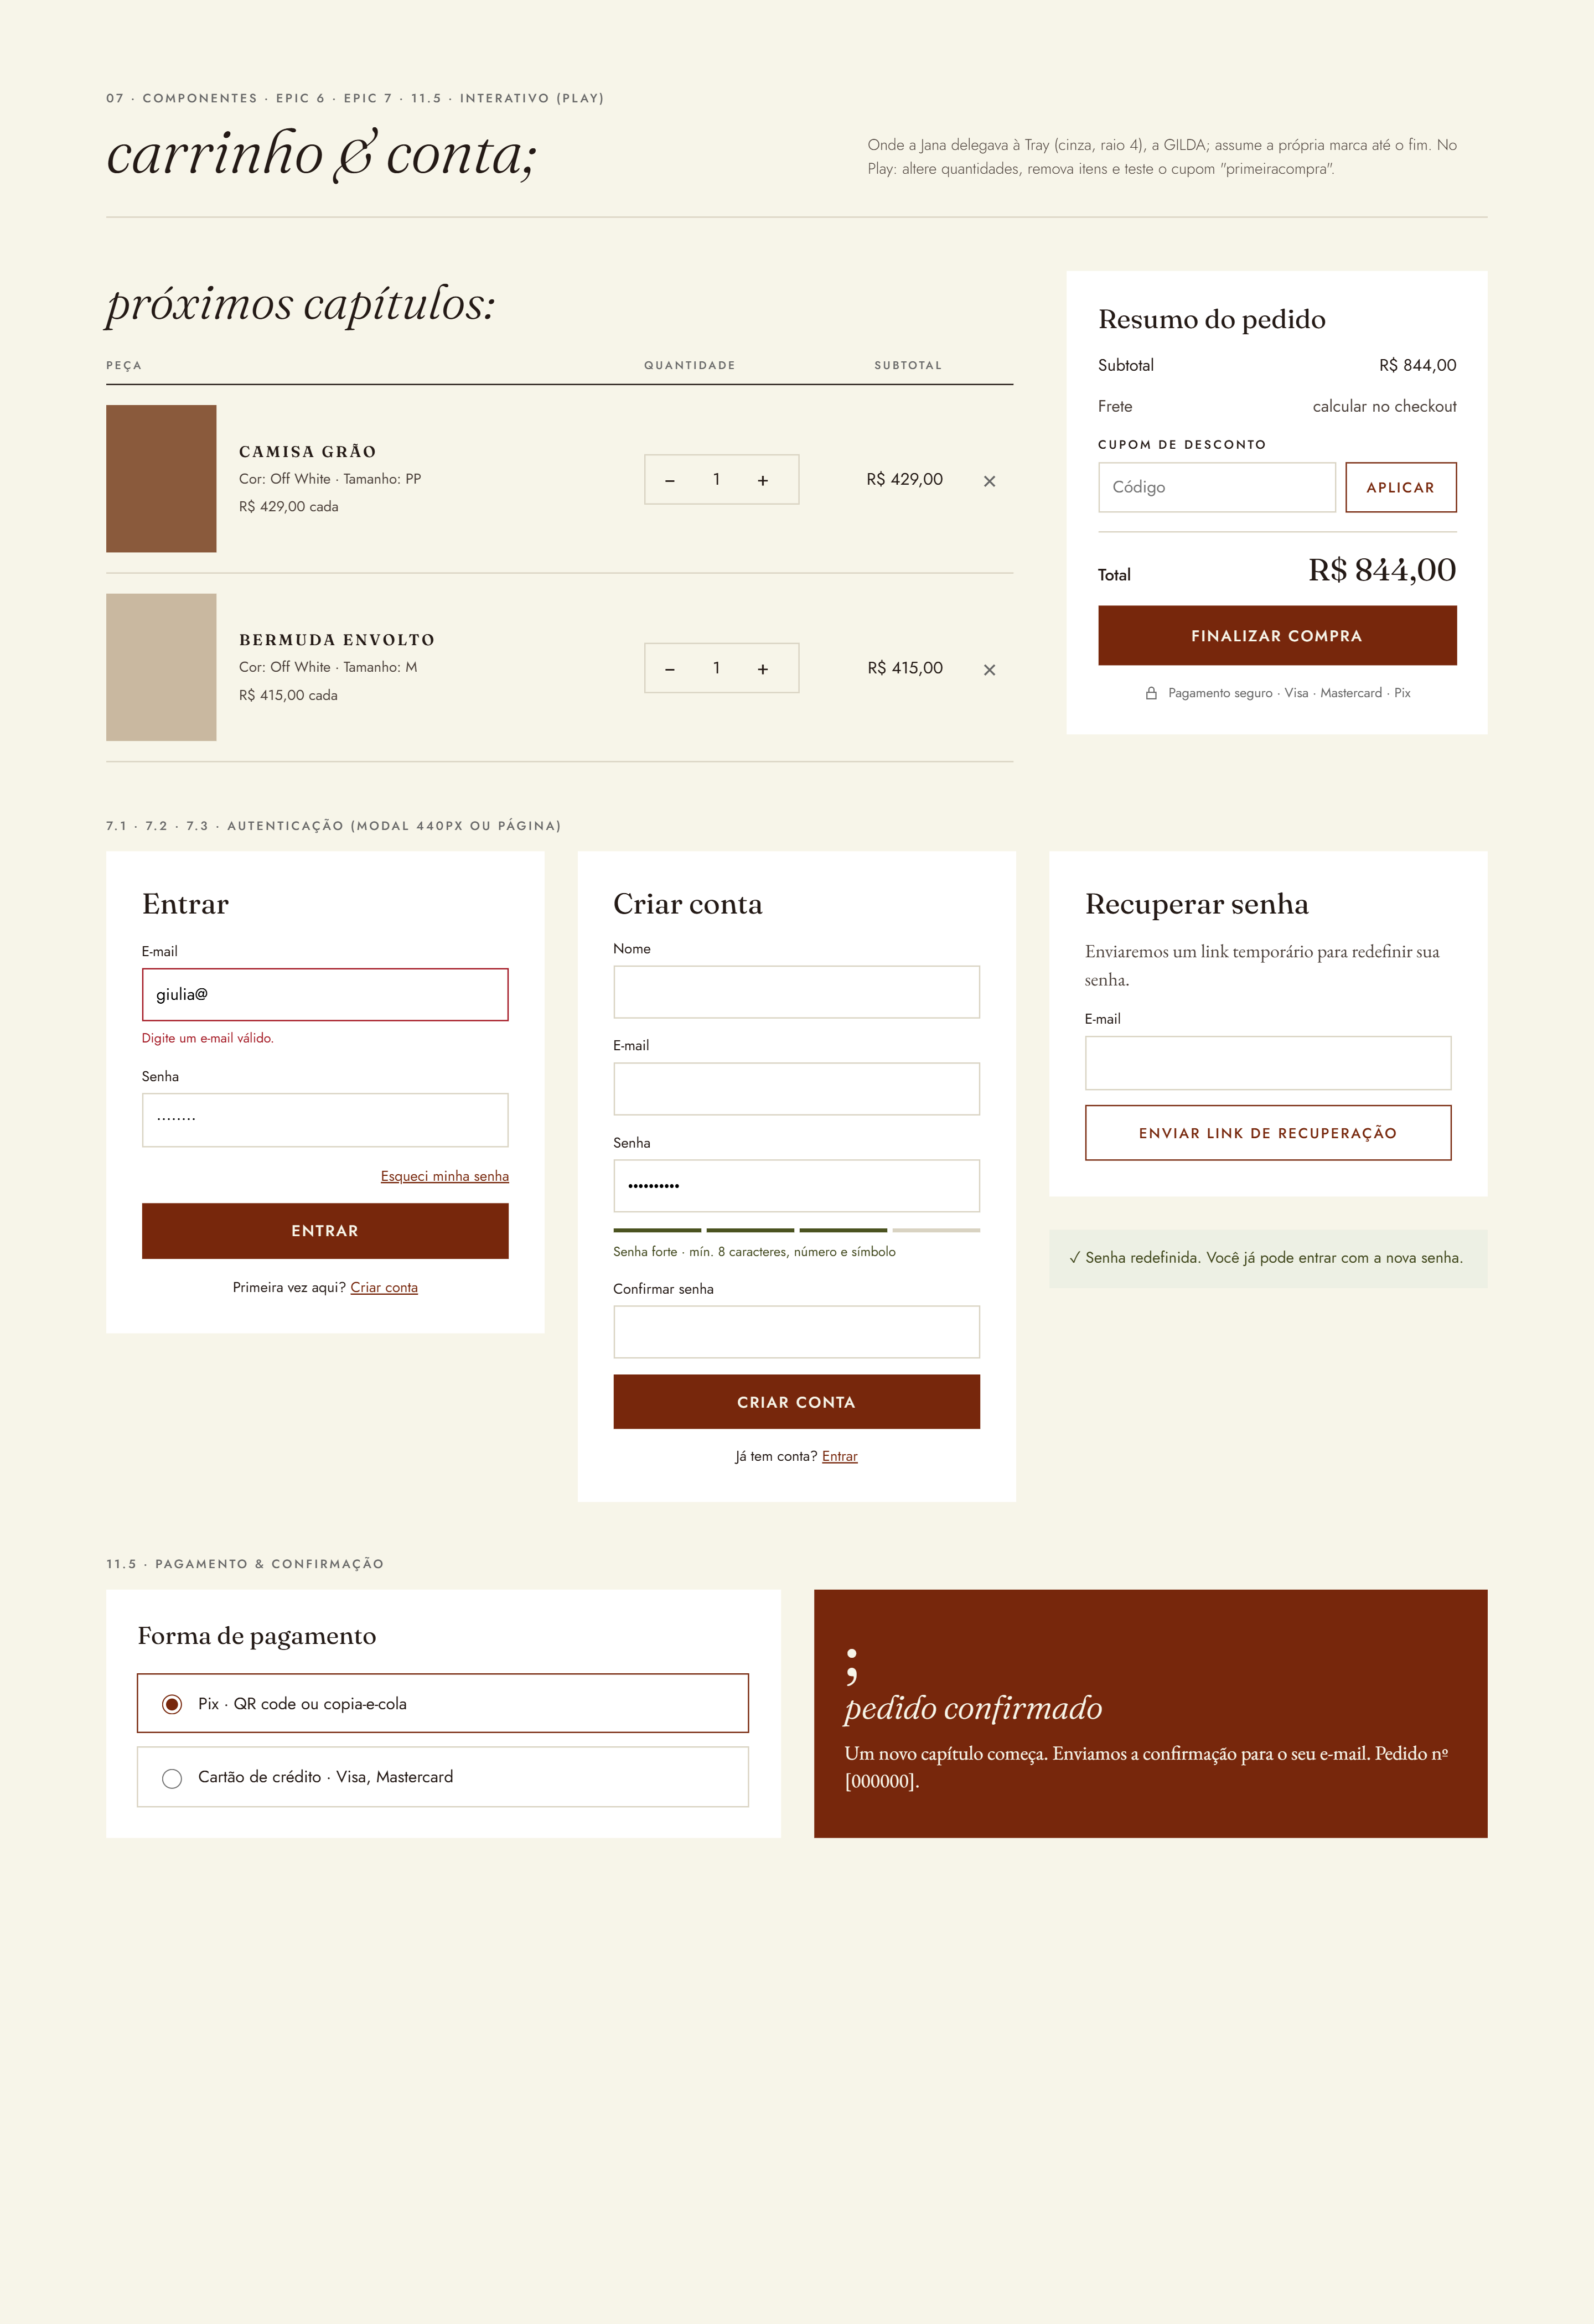 07 · COMPONENTES · EPIC 6 · EPIC 7 · 11.5 · INTERATIVO (PLAY)
carrinho & conta;
Onde a Jana delegava à Tray (cinza, raio 4), a GILDA; assume a própria marca até o fim. No
Play: altere quantidades, remova itens e teste o cupom "primeiracompra".
próximos capítulos:
PEÇA QUANTIDADE SUBTOTAL
CAMISA GRÃO
Cor: Off White · Tamanho: PP
R$ 429,00 cada
− 1 + R$ 429,00 ×
BERMUDA ENVOLTO
Cor: Off White · Tamanho: M
R$ 415,00 cada
− 1 + R$ 415,00 ×
Resumo do pedido
Subtotal R$ 844,00
Frete calcular no checkout
CUPOM DE DESCONTO
Código APLICAR
Total R$ 844,00
FINALIZAR COMPRA
Pagamento seguro · Visa · Mastercard · Pix
7.1 · 7.2 · 7.3 · AUTENTICAÇÃO (MODAL 440PX OU PÁGINA)
Entrar
E-mail
giulia@
Digite um e-mail válido.
Senha
········
Esqueci minha senha
ENTRAR
Primeira vez aqui? Criar conta
Criar conta
Nome
E-mail
Senha
••••••••••
Senha forte · mín. 8 caracteres, número e símbolo
Confirmar senha
CRIAR CONTA
Já tem conta? Entrar
Recuperar senha
Enviaremos um link temporário para redefinir sua
senha.
E-mail
ENVIAR LINK DE RECUPERAÇÃO
✓ Senha redefinida. Você já pode entrar com a nova senha.
11.5 · PAGAMENTO & CONFIRMAÇÃO
Forma de pagamento
Pix · QR code ou copia-e-cola
Cartão de crédito · Visa, Mastercard
;
pedido confirmado
Um novo capítulo começa. Enviamos a confirmação para o seu e-mail. Pedido nº
[000000].